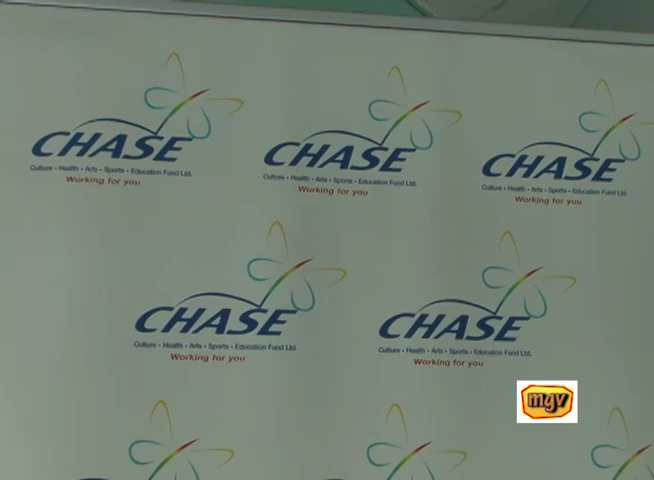 CHASE
Culture • Health • Arts • Sports • Education Fund Ltd.
Working for you
CHASE
Culture • Health • Arts • Sports • Education Fund Ltd.
Working for you
CHASE
Culture • Health • Arts • Sports • Education Fund Ltd.
Working for you
CHASE
Culture • Health • Arts • Sports • Education Fund Ltd.
Working for you
CHASE
Culture • Health • Arts • Sports • Education Fund Ltd.
Working for you
mgv